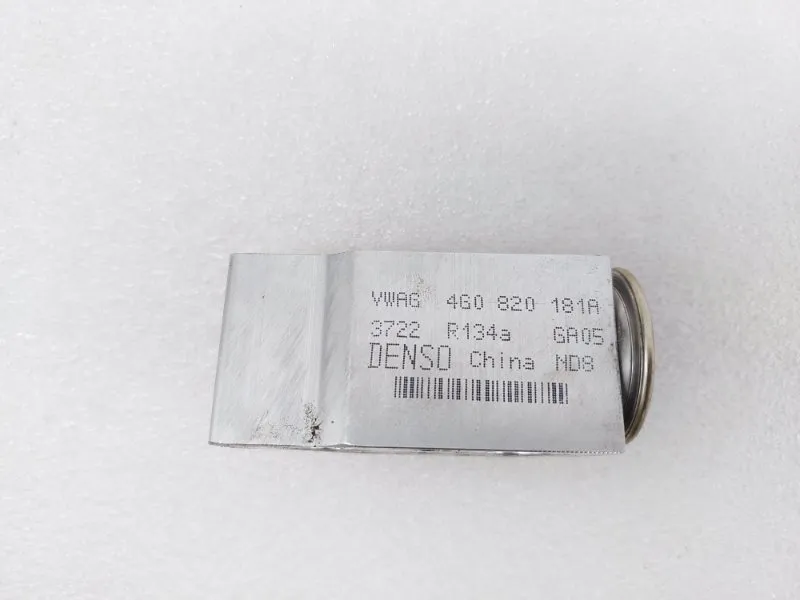 VWAG 4G0 820 181A
3722 R134a GA05
DENSO China ND8